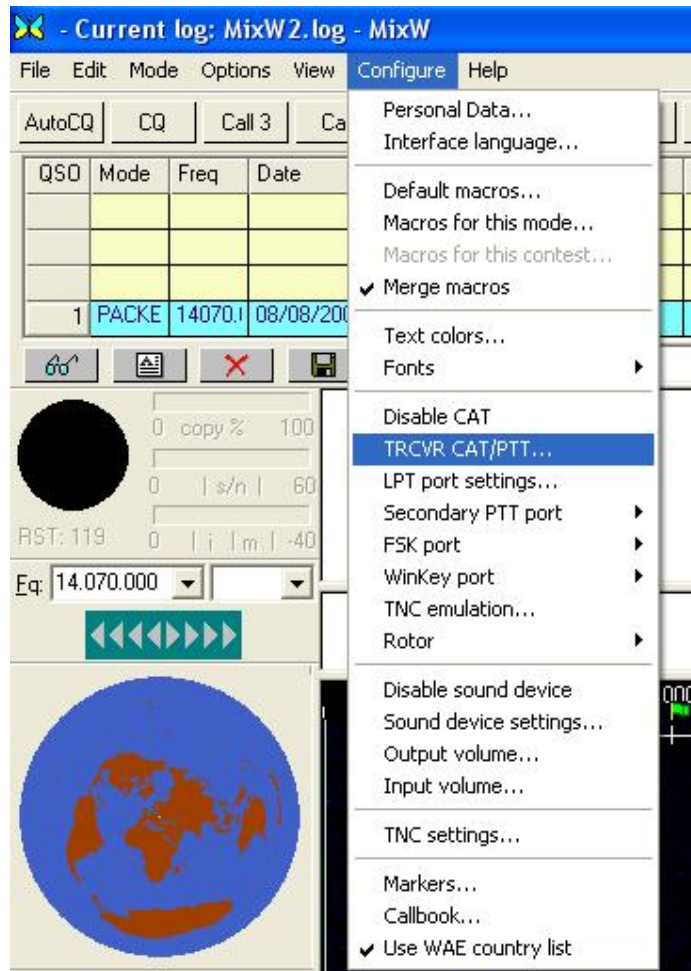 - Current log: MixW2.log - MixW
File Edit Mode Options View Configure Help
AutoCQ CQ Call 3 Ca
QSO Mode Freq Date
1 PACKE 14070. 08/08/200
Personal Data...
Interface language...
Default macros...
Macros for this mode...
Macros for this contest...
Merge macros
Text colors...
Fonts
Disable CAT
TRCVR CAT/PTT...
LPT port settings...
Secondary PTT port
FSK port
WinKey port
TNC emulation...
Rotor
Disable sound device
Sound device settings...
Output volume...
Input volume...
TNC settings...
Markers...
Callbook...
Use WAE country list
0 copy % 100
0 | s/n | 60
RST: 119 0 | i | m | -40
Fq: 14.070.000
000